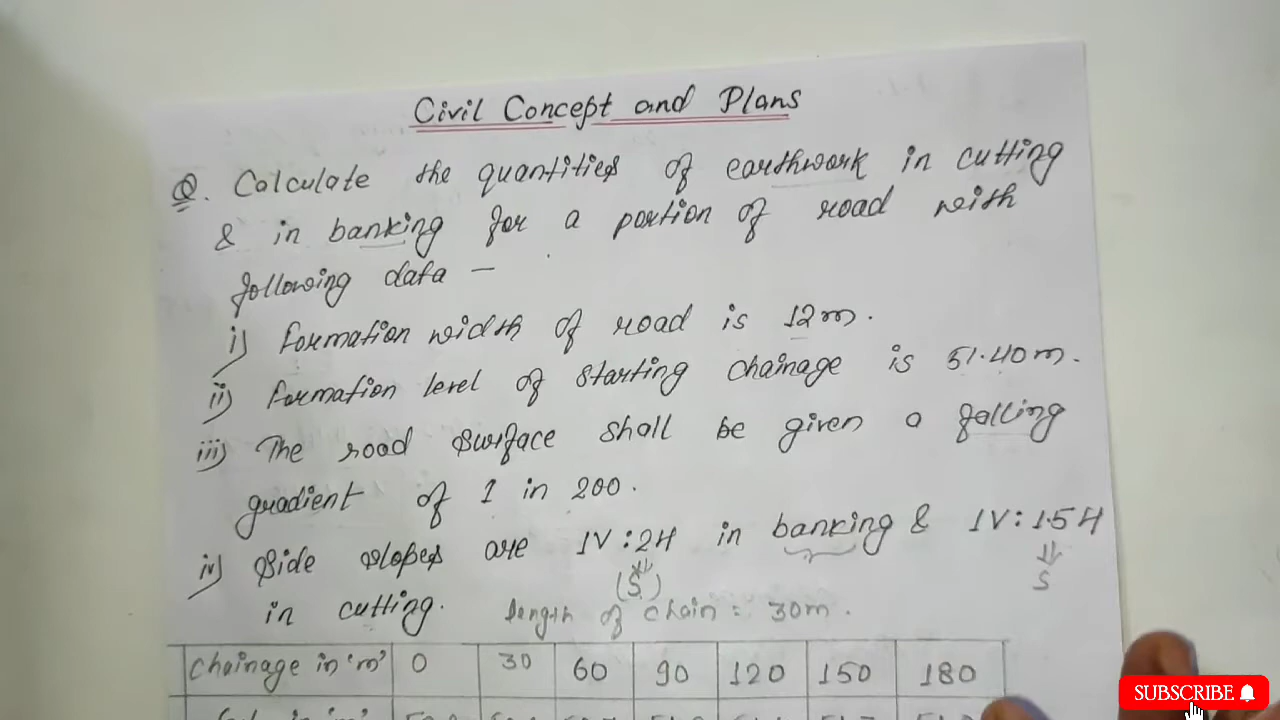 Civil Concept and Plans
Q. Calculate the quantities of earthwork in cutting
& in banking for a portion of road with
following data —
i) Formation width of road is 12m.
ii) Formation level of starting chainage is 51.40m.
iii) The road surface shall be given a falling
gradient of 1 in 200.
iv) Side slopes are 1V:2H in banking & 1V:1.5H
(S) S
in cutting. length of chain = 30m.
Chainage in 'm' 0 30 60 90 120 150 180
SUBSCRIBE